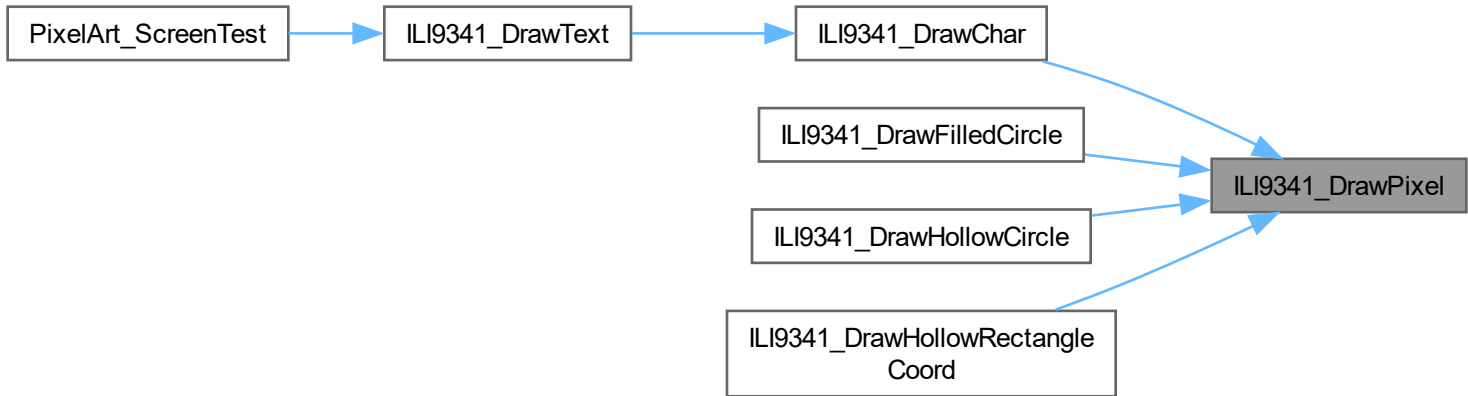 PixelArt_ScreenTest
ILI9341_DrawText
ILI9341_DrawChar
ILI9341_DrawFilledCircle
ILI9341_DrawPixel
ILI9341_DrawHollowCircle
ILI9341_DrawHollowRectangle
Coord